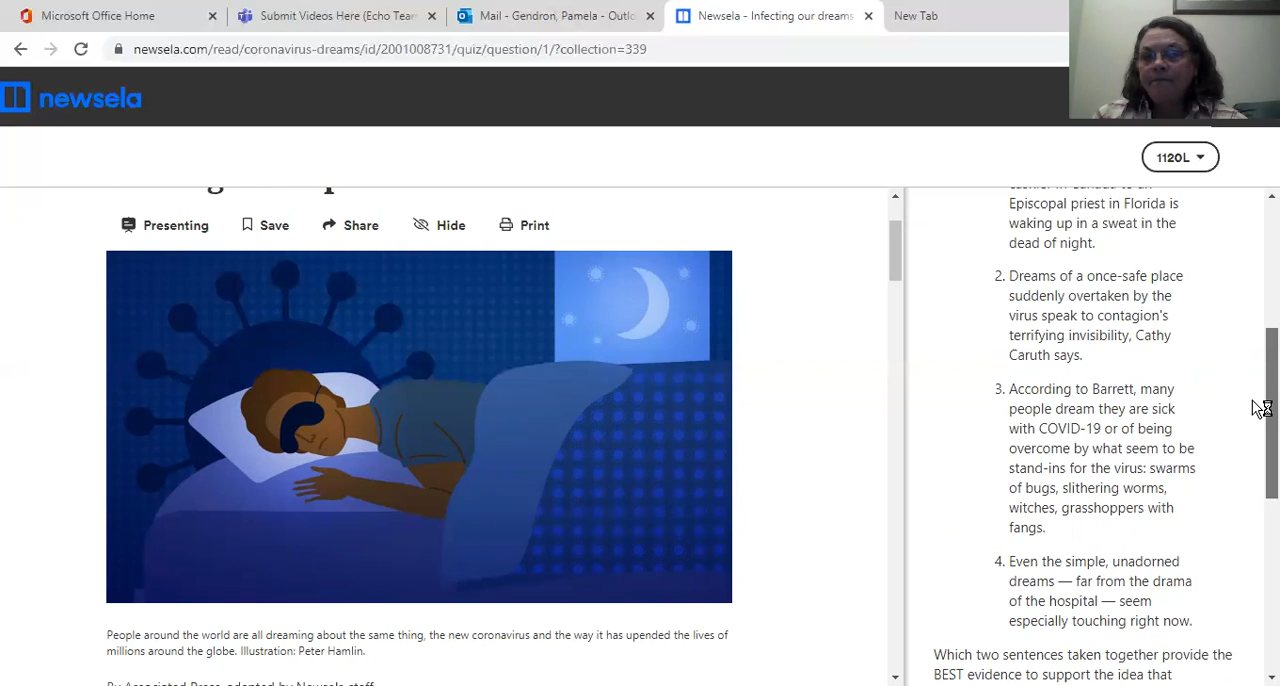 Microsoft Office Home
Submit Videos Here (Echo Team
Mail - Gendron, Pamela - Outlo
Newsela - Infecting our dreams
New Tab
newsela.com/read/coronavirus-dreams/id/2001008731/quiz/question/1/?collection=339
newsela
1120L
Presenting
Save
Share
Hide
Print
People around the world are all dreaming about the same thing, the new coronavirus and the way it has upended the lives of
millions around the globe. Illustration: Peter Hamlin.
By Associated Press, adapted by Newsela staff
Episcopal priest in Florida is
waking up in a sweat in the
dead of night.
2. Dreams of a once-safe place
suddenly overtaken by the
virus speak to contagion's
terrifying invisibility, Cathy
Caruth says.
3. According to Barrett, many
people dream they are sick
with COVID-19 or of being
overcome by what seem to be
stand-ins for the virus: swarms
of bugs, slithering worms,
witches, grasshoppers with
fangs.
4. Even the simple, unadorned
dreams — far from the drama
of the hospital — seem
especially touching right now.
Which two sentences taken together provide the
BEST evidence to support the idea that